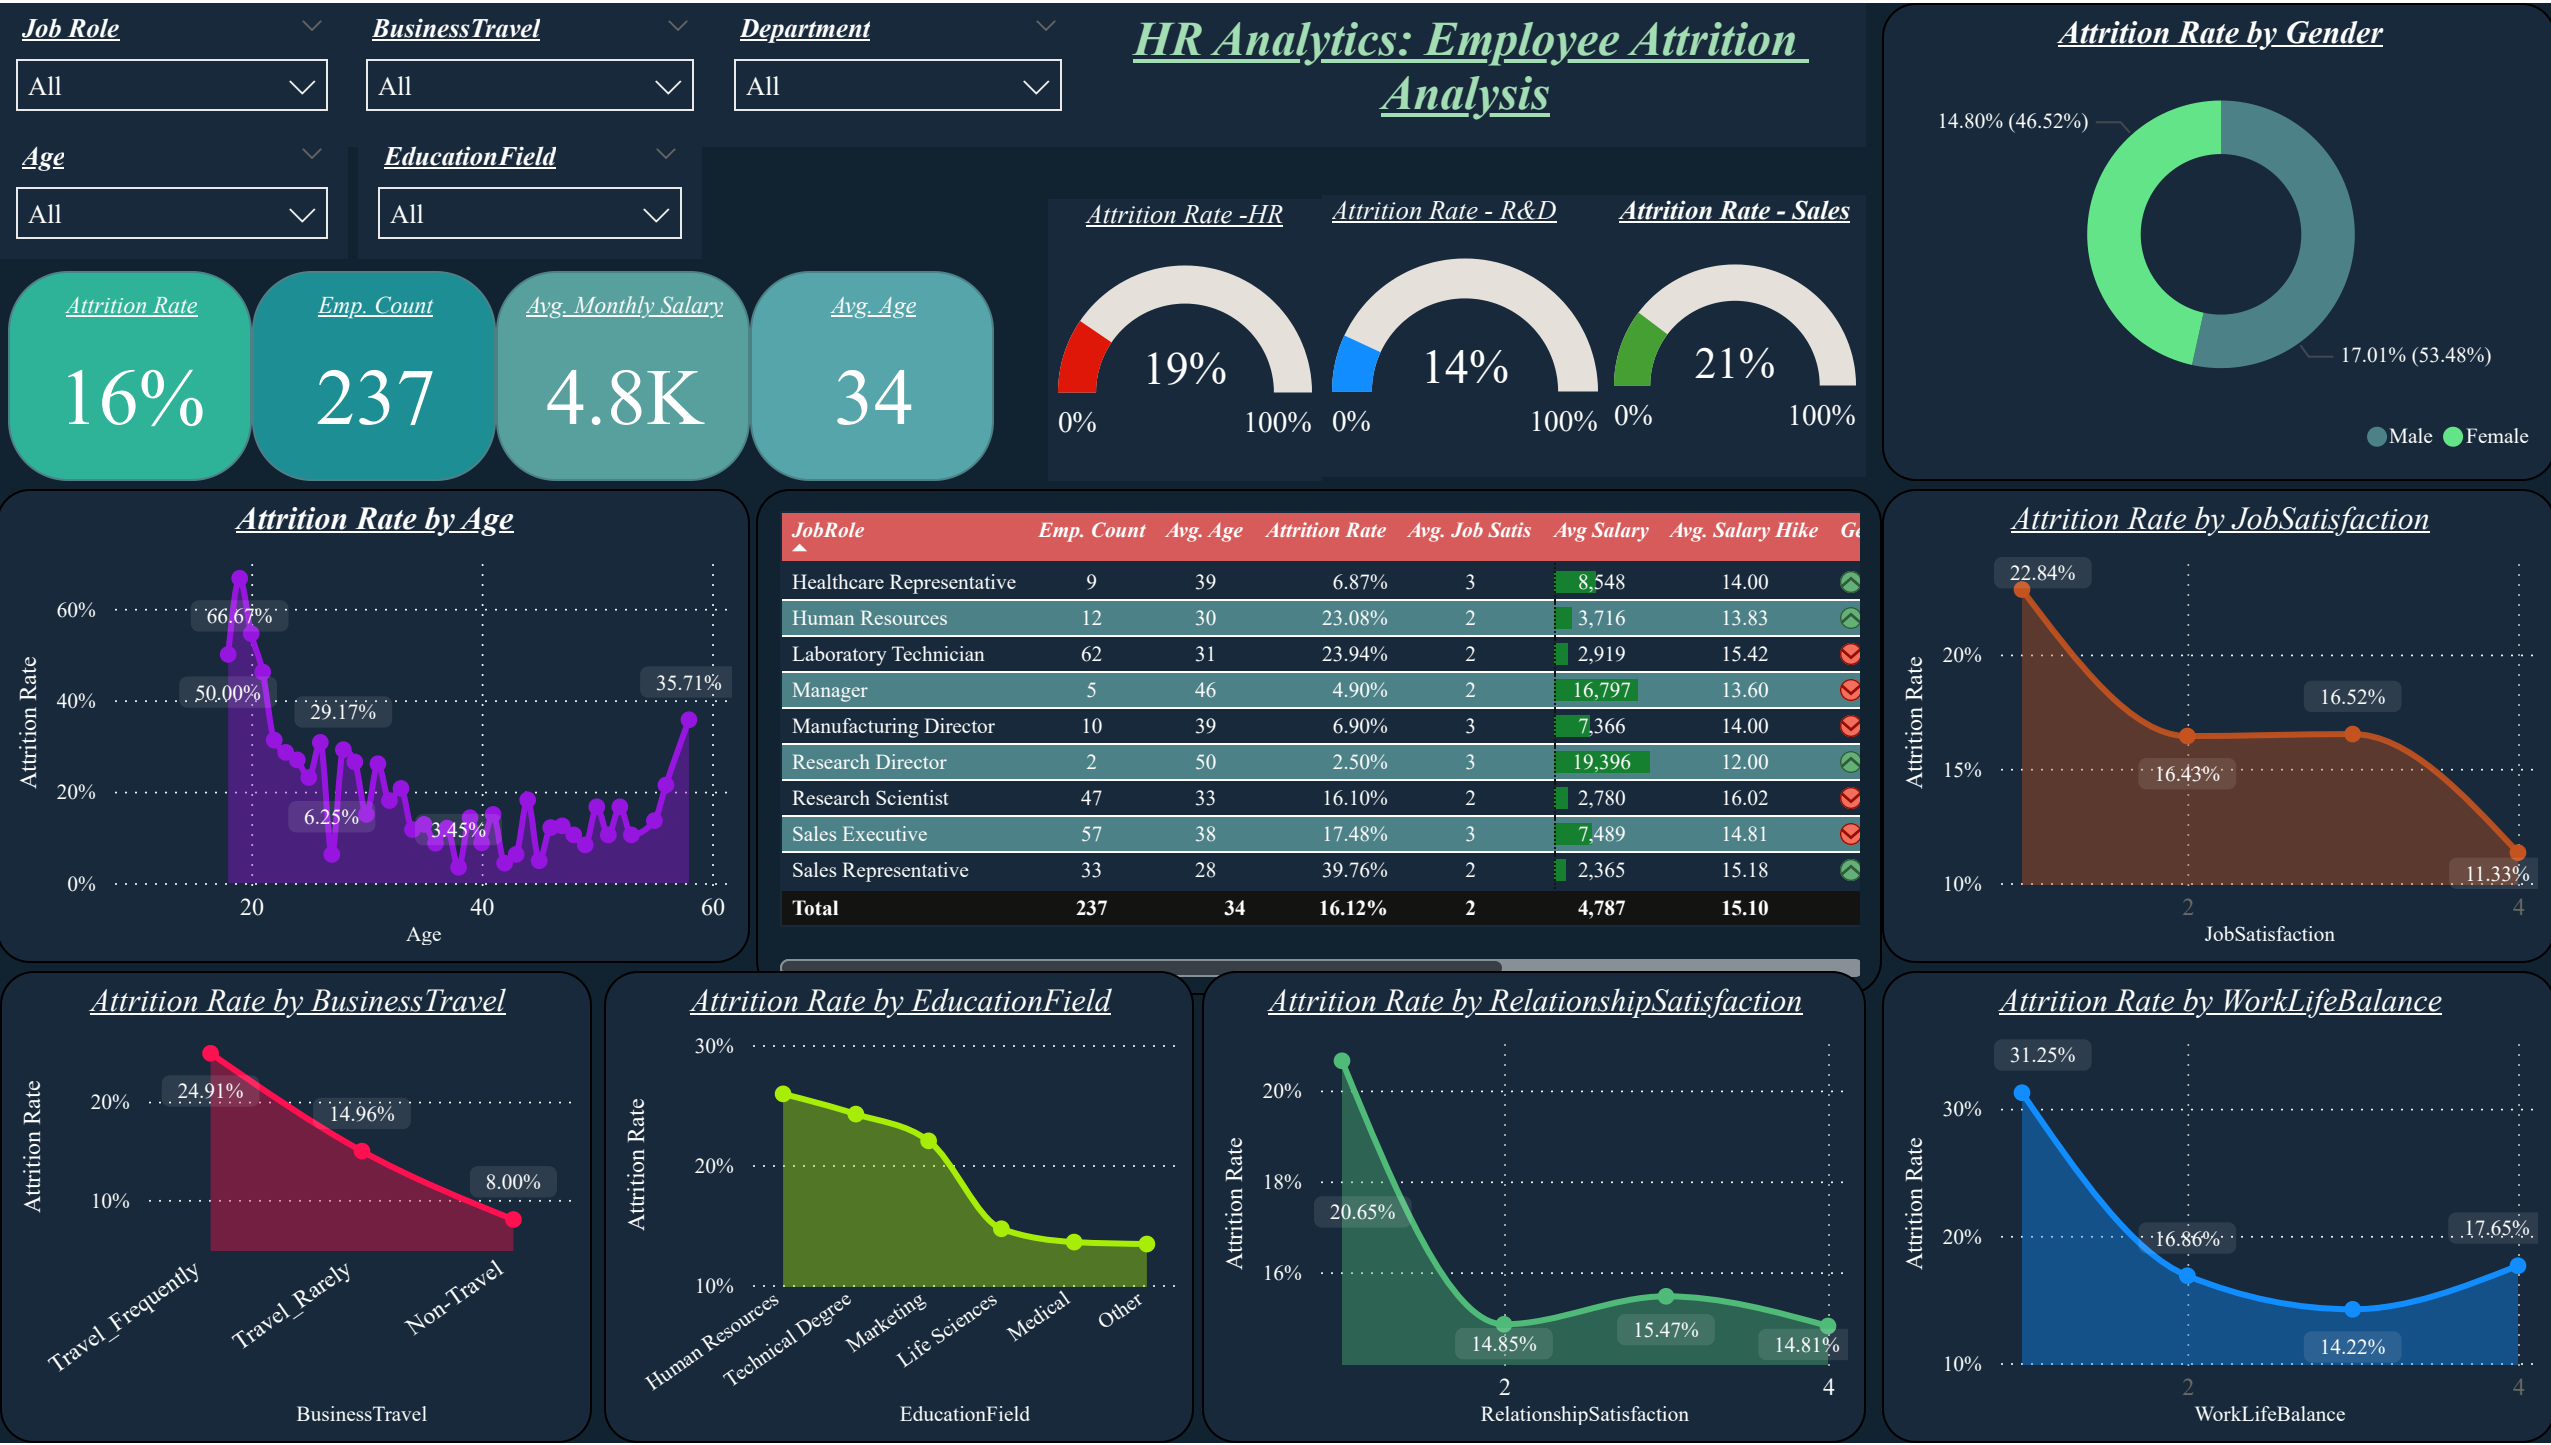 Job Role
All
BusinessTravel
All
Department
All
HR Analytics: Employee Attrition
Analysis
Age
All
EducationField
All
Attrition Rate
16%
Emp. Count
237
Avg. Monthly Salary
4.8K
Avg. Age
34
Attrition Rate -HR
19%
0% 100%
Attrition Rate - R&D
14%
0% 100%
Attrition Rate - Sales
21%
0% 100%
Attrition Rate by Gender
14.80% (46.52%)
17.01% (53.48%)
Male Female
Attrition Rate by Age
Attrition Rate
60%
40%
20%
0%
66.67%
50.00%
29.17%
6.25%
3.45%
35.71%
20 40 60
Age
JobRole Emp. Count Avg. Age Attrition Rate Avg. Job Satis Avg Salary Avg. Salary Hike Ge
Healthcare Representative 9 39 6.87% 3 8,548 14.00
Human Resources 12 30 23.08% 2 3,716 13.83
Laboratory Technician 62 31 23.94% 2 2,919 15.42
Manager 5 46 4.90% 2 16,797 13.60
Manufacturing Director 10 39 6.90% 3 7,366 14.00
Research Director 2 50 2.50% 3 19,396 12.00
Research Scientist 47 33 16.10% 2 2,780 16.02
Sales Executive 57 38 17.48% 3 7,489 14.81
Sales Representative 33 28 39.76% 2 2,365 15.18
Total 237 34 16.12% 2 4,787 15.10
Attrition Rate by JobSatisfaction
Attrition Rate
20%
15%
10%
22.84%
16.43%
16.52%
11.33%
2 4
JobSatisfaction
Attrition Rate by BusinessTravel
Attrition Rate
20%
10%
24.91%
14.96%
8.00%
Travel_Frequently
Travel_Rarely
Non-Travel
BusinessTravel
Attrition Rate by EducationField
Attrition Rate
30%
20%
10%
Human Resources
Technical Degree
Marketing
Life Sciences
Medical
Other
EducationField
Attrition Rate by RelationshipSatisfaction
Attrition Rate
20%
18%
16%
20.65%
14.85%
15.47%
14.81%
2 4
RelationshipSatisfaction
Attrition Rate by WorkLifeBalance
Attrition Rate
30%
20%
10%
31.25%
16.86%
14.22%
17.65%
2 4
WorkLifeBalance